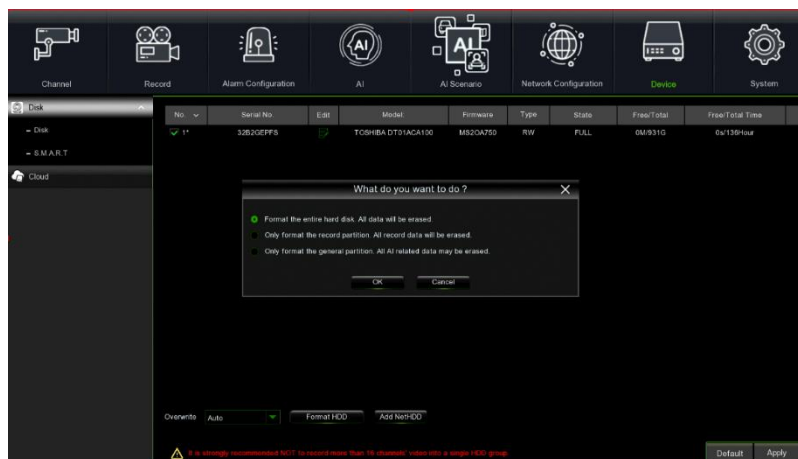 AI
Channel Record Alarm Configuration AI AI Scenario Network Configuration Device System
Disk
Disk
S.M.A.R.T
Cloud
No. Serial No. Edit Model Firmware Type State Free/Total Free/Total Time
1* 32B2GEPFS TOSHIBA DT01ACA100 MS2OA750 RW FULL 0M/931G 0s/136Hour
What do you want to do ?
Format the entire hard disk. All data will be erased.
Only format the record partition. All record data will be erased.
Only format the general partition. All AI related data may be erased.
OK Cancel
Overwrite Auto Format HDD Add NetHDD
It is strongly recommended NOT to record more than 16 channels' video into a single HDD group.
Default Apply